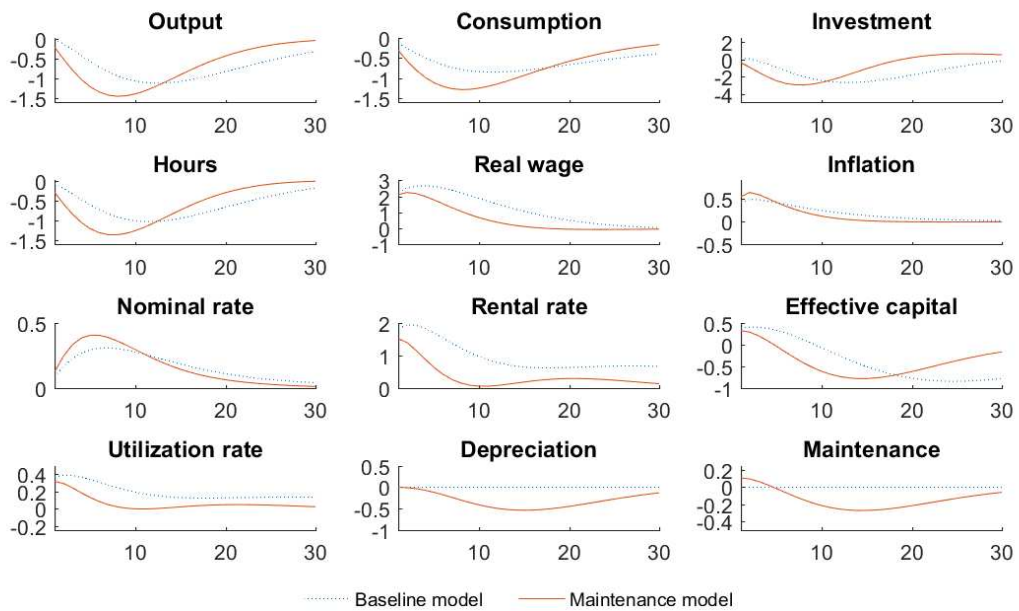 Output Consumption Investment
0 -0.5 -1 -1.5 10 20 30
0 -0.5 -1 -1.5 10 20 30
2 0 -2 -4 10 20 30
Hours Real wage Inflation
0 -0.5 -1 -1.5 10 20 30
3 2 1 0 -1 10 20 30
0.5 0 -0.5 10 20 30
Nominal rate Rental rate Effective capital
0.5 0 10 20 30
2 1 0 10 20 30
0.5 0 -0.5 -1 10 20 30
Utilization rate Depreciation Maintenance
0.4 0.2 0 -0.2 10 20 30
0.5 0 -0.5 -1 10 20 30
0.2 0 -0.2 -0.4 10 20 30
Baseline model Maintenance model